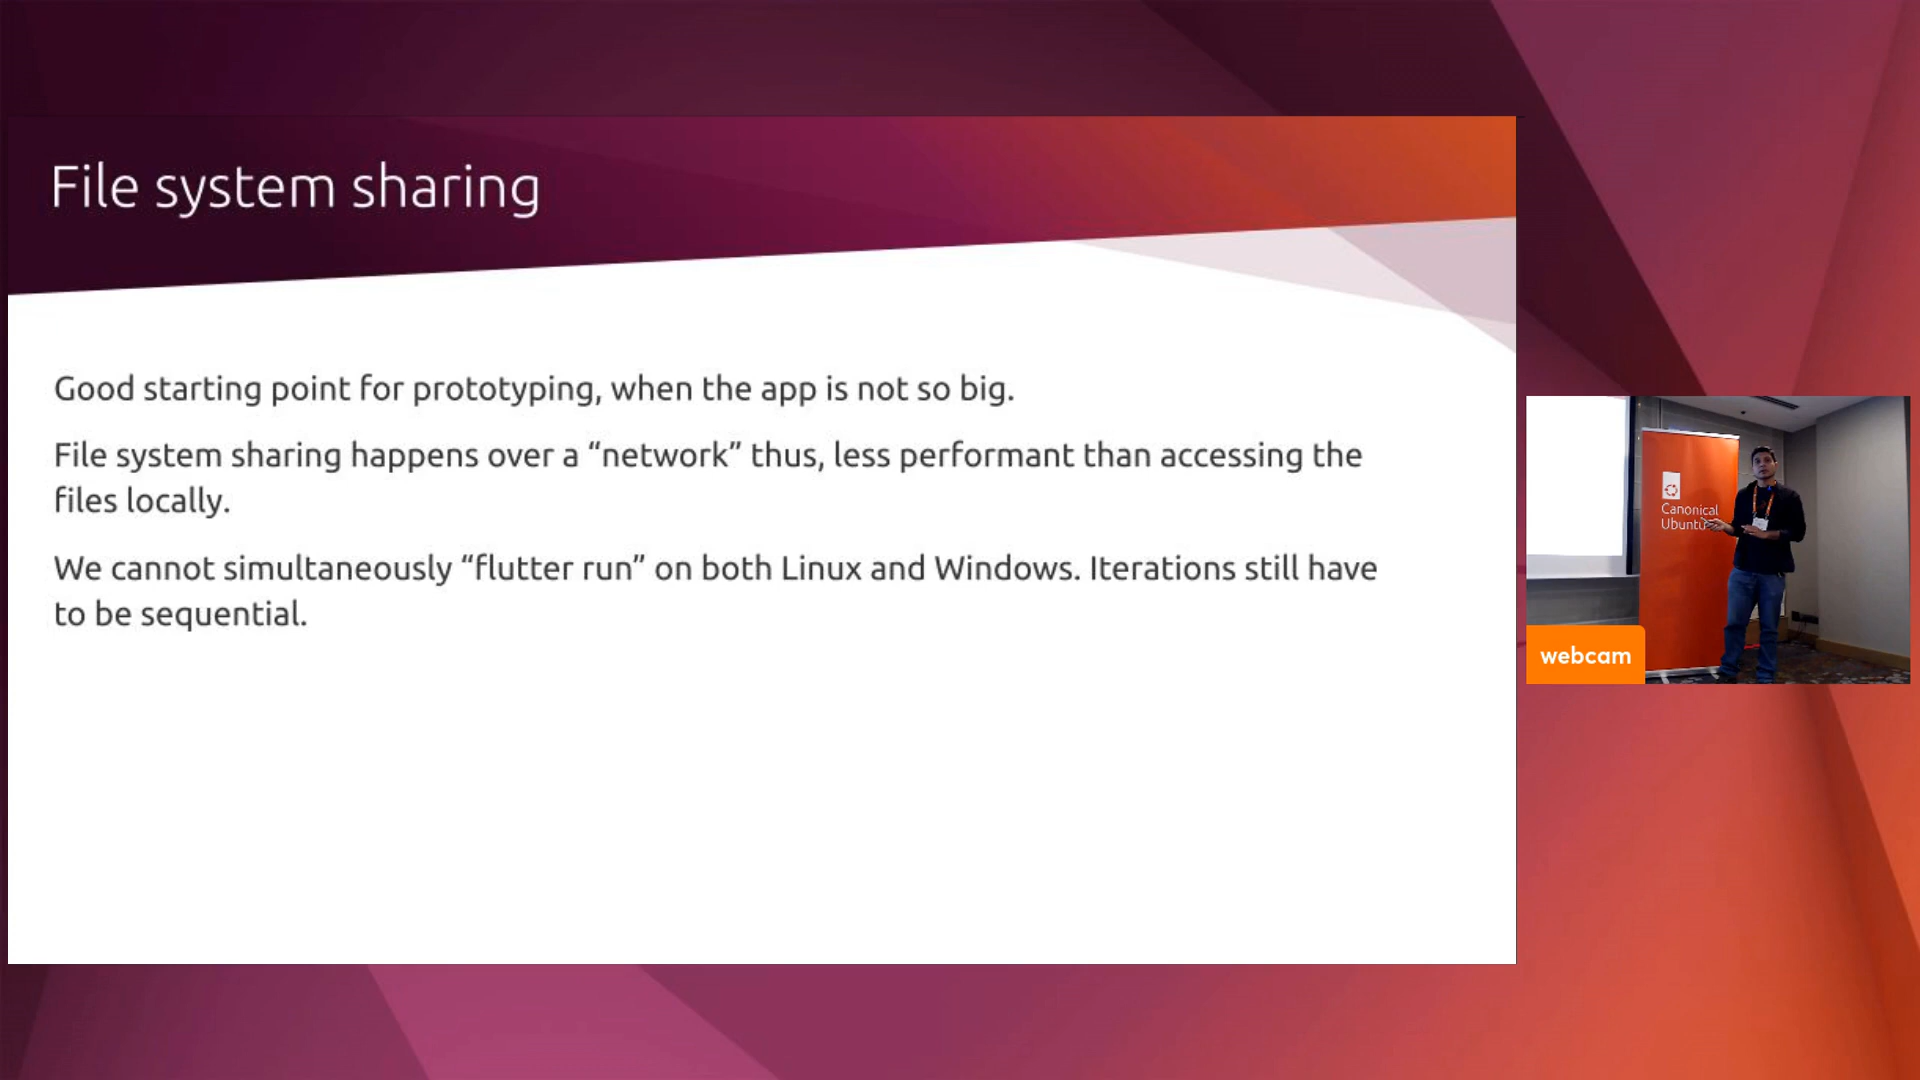 File system sharing
Good starting point for prototyping, when the app is not so big.
File system sharing happens over a “network” thus, less performant than accessing the
files locally.
We cannot simultaneously “flutter run” on both Linux and Windows. Iterations still have
to be sequential.
Canonical
Ubuntu
webcam